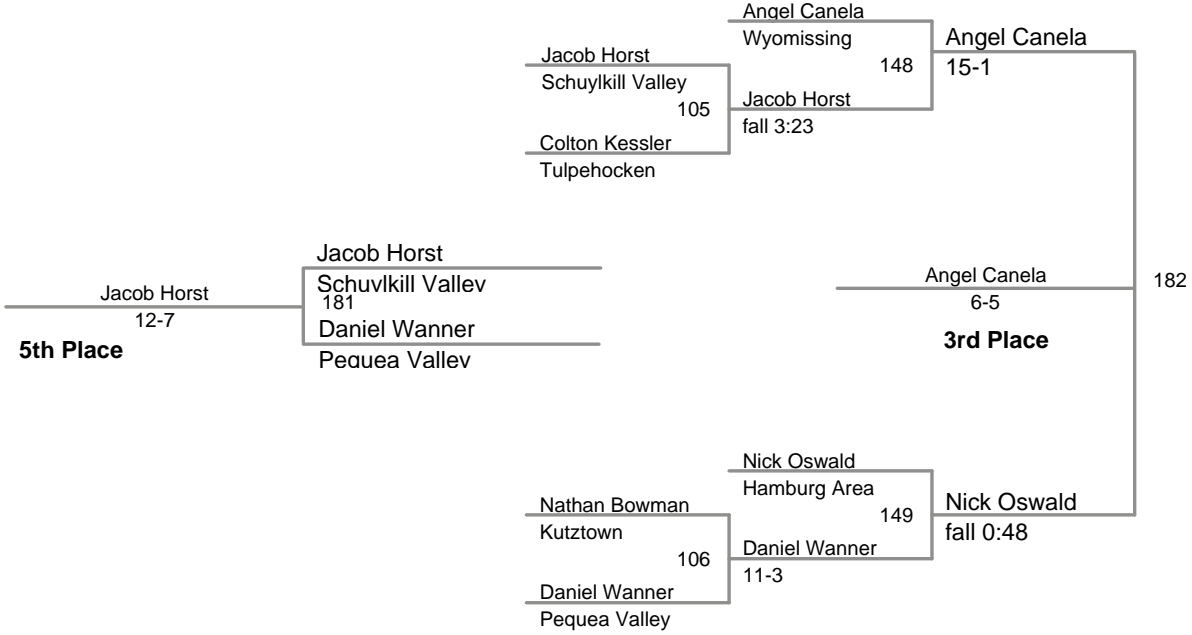 Angel Canela
Wyomissing
148
Angel Canela
15-1
Jacob Horst
Schuylkill Valley
105
Jacob Horst
fall 3:23
Colton Kessler
Tulpehocken
Jacob Horst
Schuylkill Valley
181
Daniel Wanner
Pequea Valley
Jacob Horst
12-7
5th Place
Angel Canela
6-5
3rd Place
182
Nick Oswald
Hamburg Area
149
Nick Oswald
fall 0:48
Nathan Bowman
Kutztown
106
Daniel Wanner
11-3
Daniel Wanner
Pequea Valley